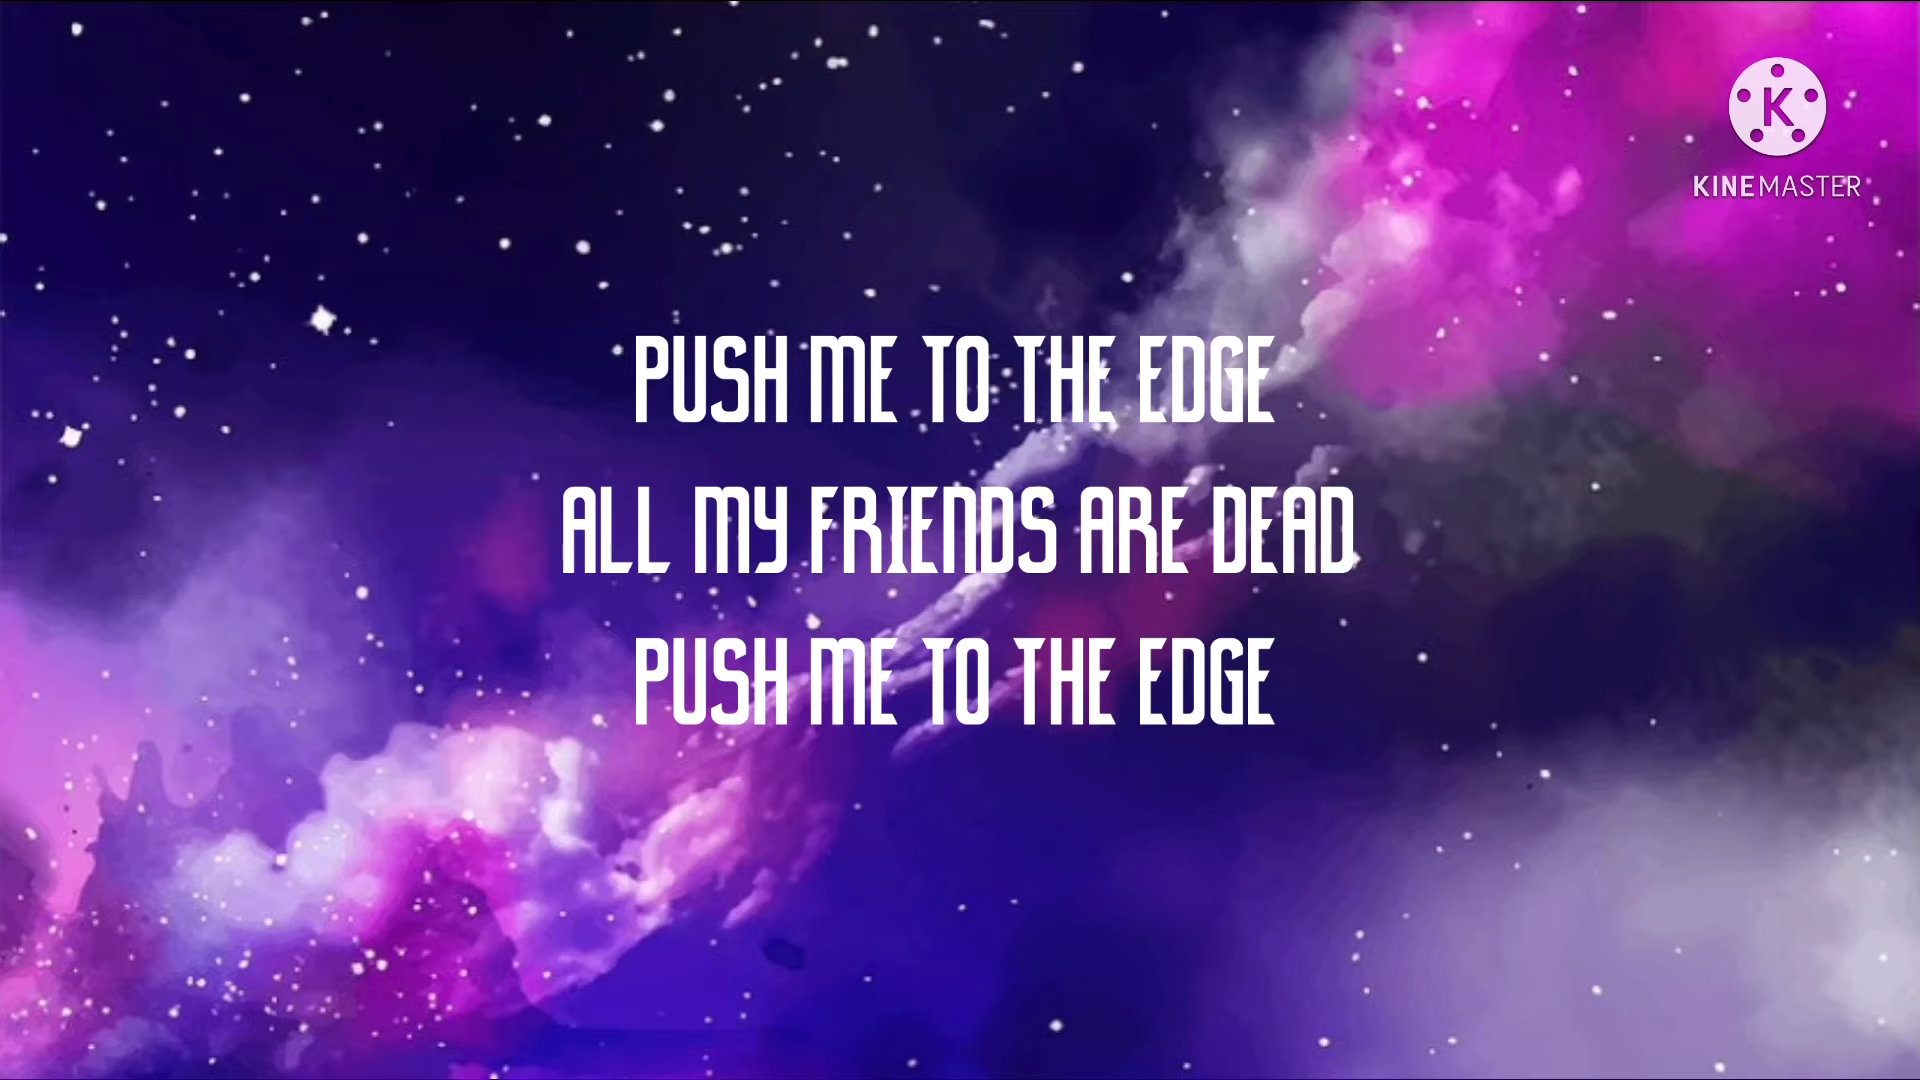 K
KINEMASTER
PUSH ME TO THE EDGE
ALL MY FRIENDS ARE DEAD
PUSH ME TO THE EDGE